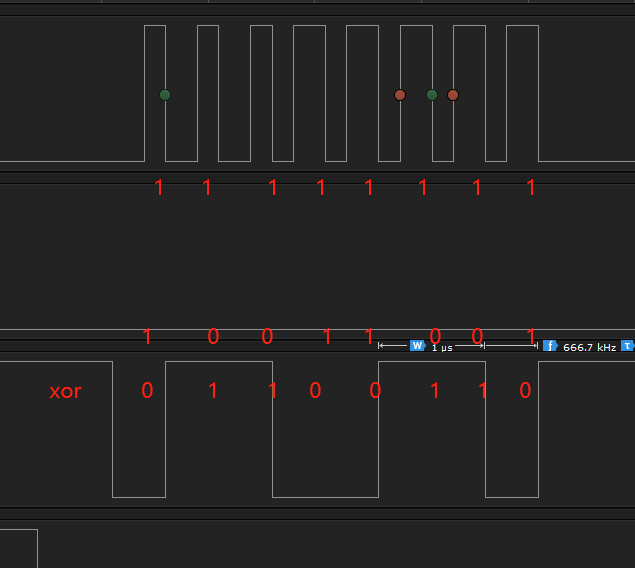 1 1 1 1 1 1 1 1
1 0 0 1 1 0 0 1
W 1 µs f 666.7 kHz τ
xor 0 1 1 0 0 1 1 0